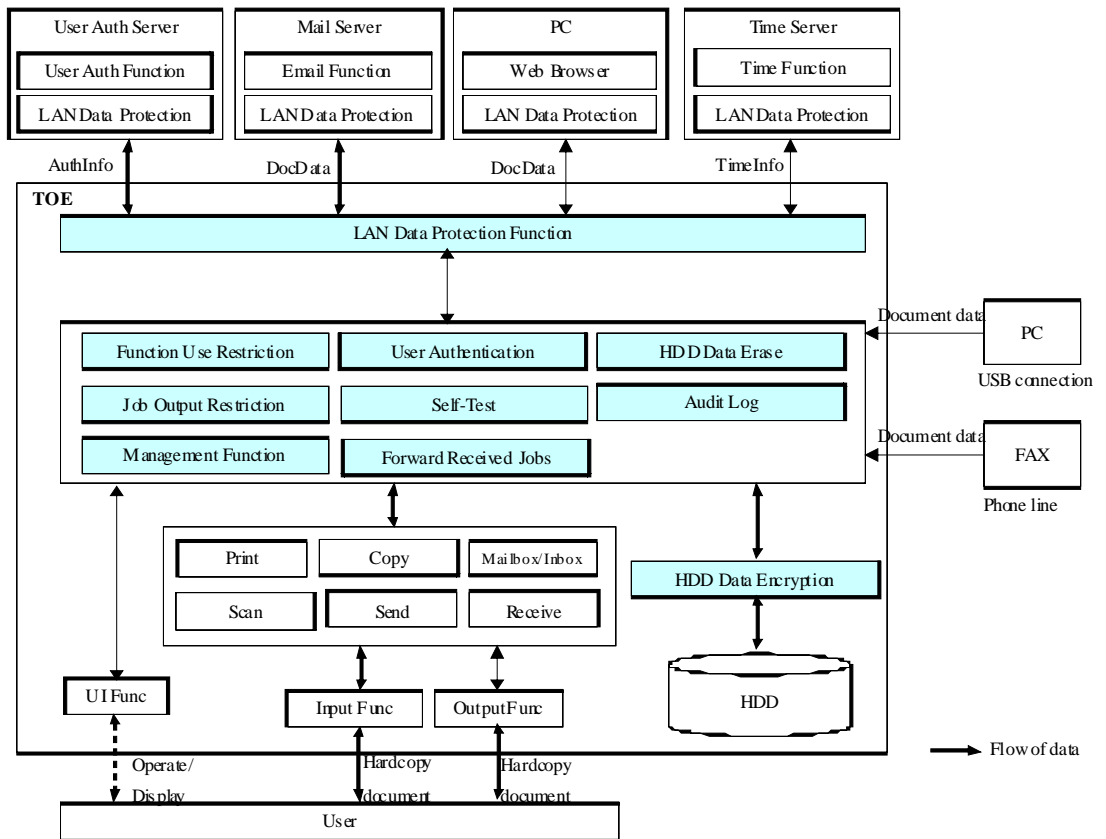 User Auth Server
Mail Server
PC
Time Server
User Auth Function
Email Function
Web Browser
Time Function
LAN Data Protection
LAN Data Protection
LAN Data Protection
LAN Data Protection
AuthInfo
DocData
DocData
TimeInfo
TOE
LAN Data Protection Function
Function Use Restriction
User Authentication
HDD Data Erase
Job Output Restriction
Self-Test
Audit Log
Management Function
Forward Received Jobs
Document data
PC
USB connection
Document data
FAX
Phone line
Print
Copy
Mailbox/Inbox
Scan
Send
Receive
HDD Data Encryption
HDD
UI Func
Input Func
Output Func
Flow of data
Operate/
Display
Hardcopy
document
Hardcopy
document
User